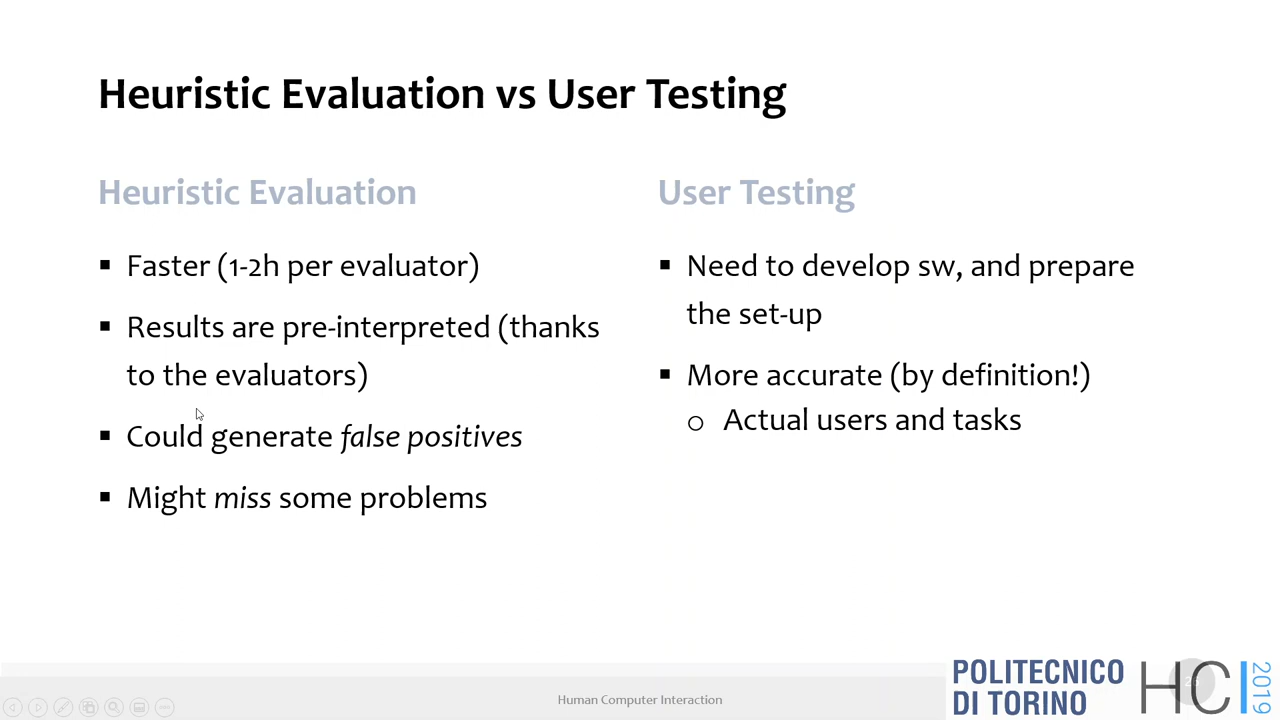 Heuristic Evaluation vs User Testing
Heuristic Evaluation
▪ Faster (1-2h per evaluator)
▪ Results are pre-interpreted (thanks
to the evaluators)
▪ Could generate false positives
▪ Might miss some problems
User Testing
▪ Need to develop sw, and prepare
the set-up
▪ More accurate (by definition!)
o Actual users and tasks
Human Computer Interaction
POLITECNICO
DI TORINO
HCI
2019